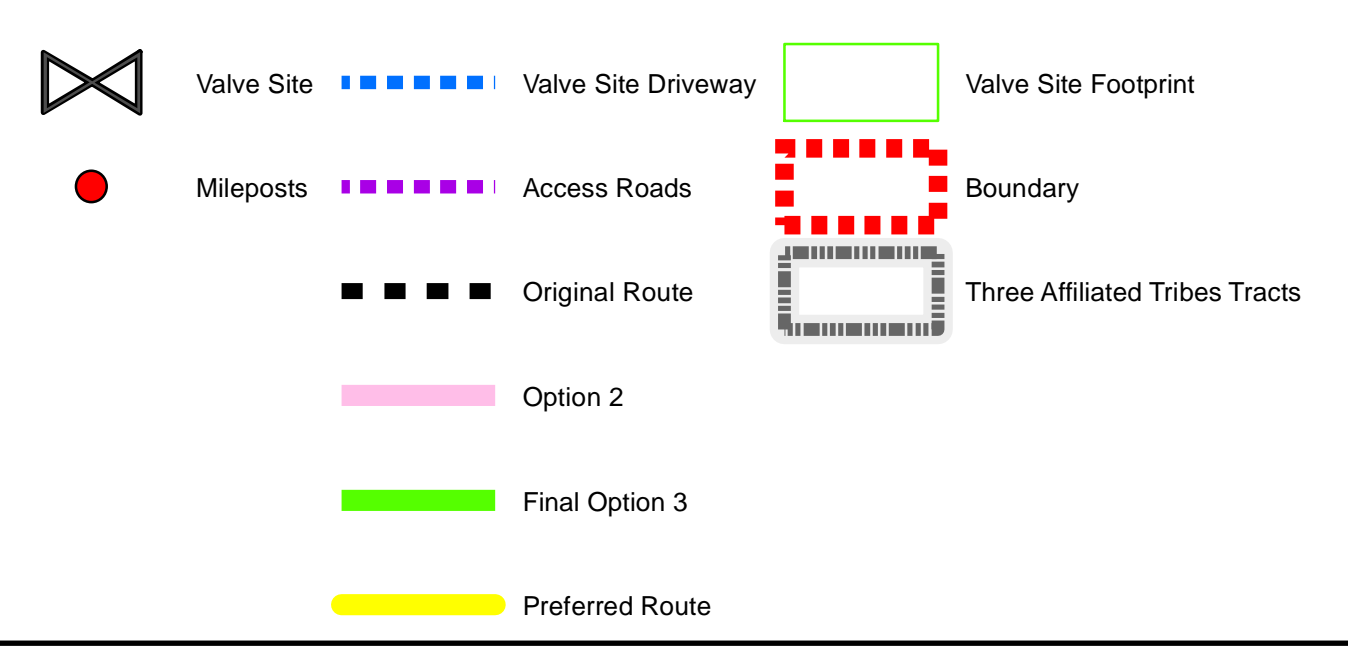 Valve Site
Valve Site Driveway
Valve Site Footprint
Mileposts
Access Roads
Boundary
Original Route
Three Affiliated Tribes Tracts
Option 2
Final Option 3
Preferred Route